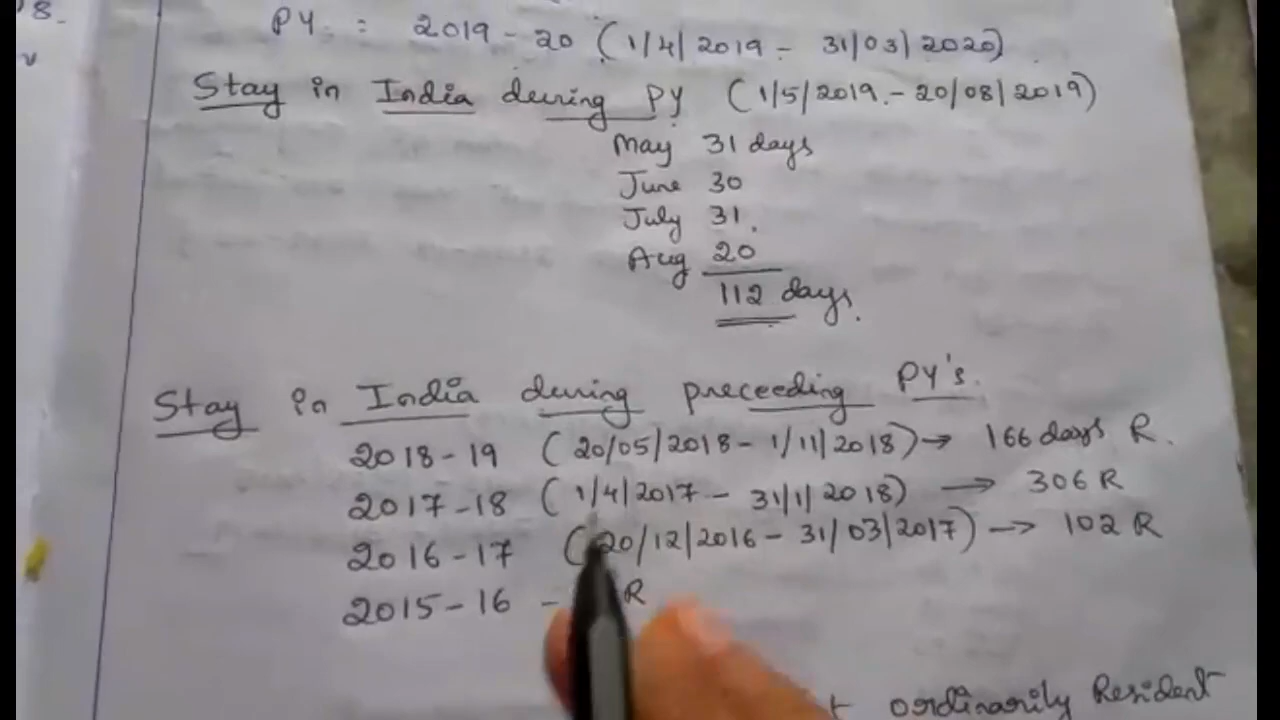 8.
PY : 2019 - 20 (1/4/2019 - 31/03/2020)
Stay in India during PY (1/5/2019 - 20/08/2019)
May 31 days
June 30
July 31.
Aug 20
112 days.
Stay in India during preceeding PY's.
2018-19 (20/05/2018 - 1/11/2018) → 166 days R.
2017-18 (1/4/2017 - 31/1/2018) → 306 R
2016-17 (20/12/2016 - 31/03/2017) → 102 R
2015-16 - R
ordinarily Resident